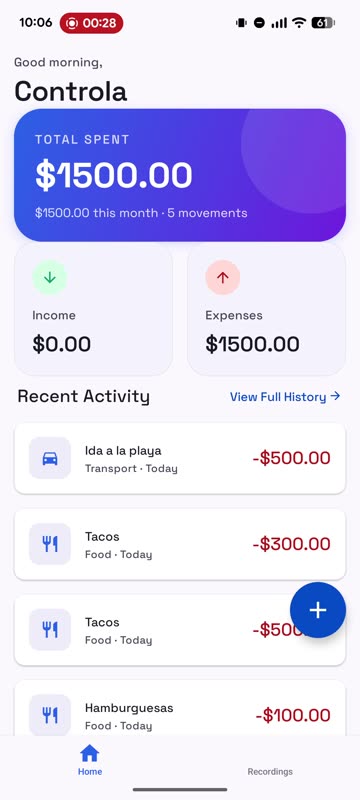 10:06 00:28 61
Good morning,
Controla
TOTAL SPENT
$1500.00
$1500.00 this month · 5 movements
Income
$0.00
Expenses
$1500.00
Recent Activity
View Full History →
Ida a la playa
Transport · Today
-$500.00
Tacos
Food · Today
-$300.00
Tacos
Food · Today
-$500.
Hamburguesas
Food · Today
-$100.00
Home
Recordings